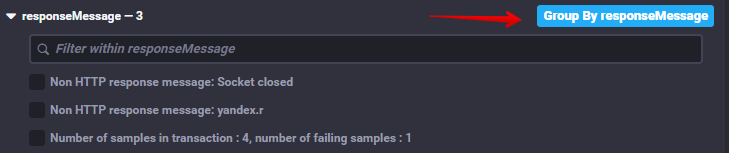 responseMessage — 3 Group By responseMessage
Filter within responseMessage
Non HTTP response message: Socket closed
Non HTTP response message: yandex.r
Number of samples in transaction : 4, number of failing samples : 1